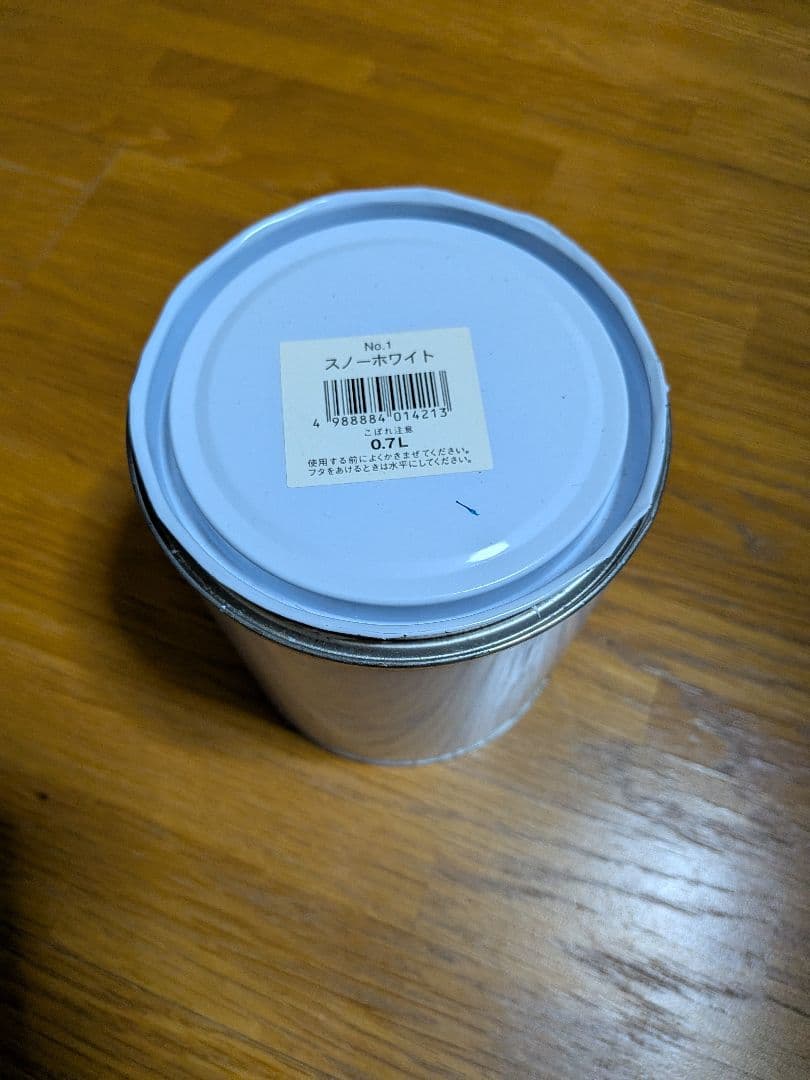 No.1
スノーホワイト
4 988884 014213
こぼれ注意
0.7L
使用する前によくかきまぜてください。
フタをあけるときは水平にしてください。